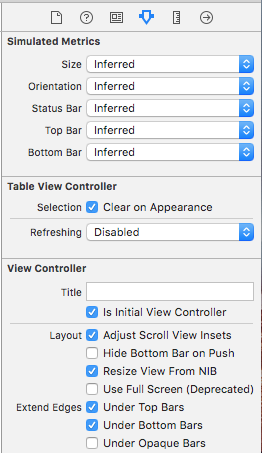 Simulated Metrics
Size Inferred
Orientation Inferred
Status Bar Inferred
Top Bar Inferred
Bottom Bar Inferred
Table View Controller
Selection Clear on Appearance
Refreshing Disabled
View Controller
Title
Is Initial View Controller
Layout Adjust Scroll View Insets
Hide Bottom Bar on Push
Resize View From NIB
Use Full Screen (Deprecated)
Extend Edges Under Top Bars
Under Bottom Bars
Under Opaque Bars